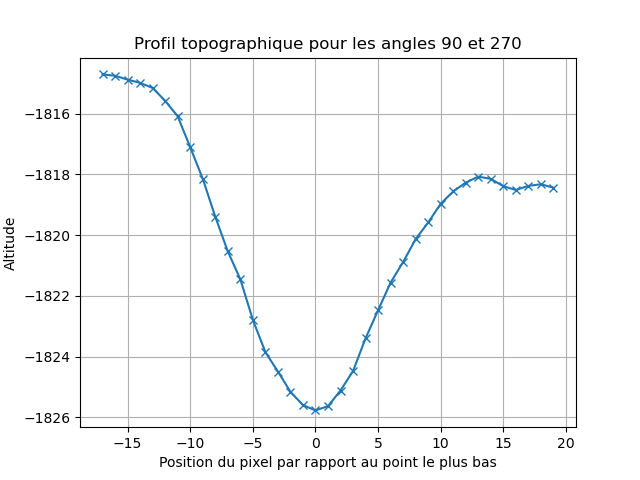 Profil topographique pour les angles 90 et 270
−1816
−1818
−1820
−1822
−1824
−1826
Altitude
−15 −10 −5 0 5 10 15 20
Position du pixel par rapport au point le plus bas